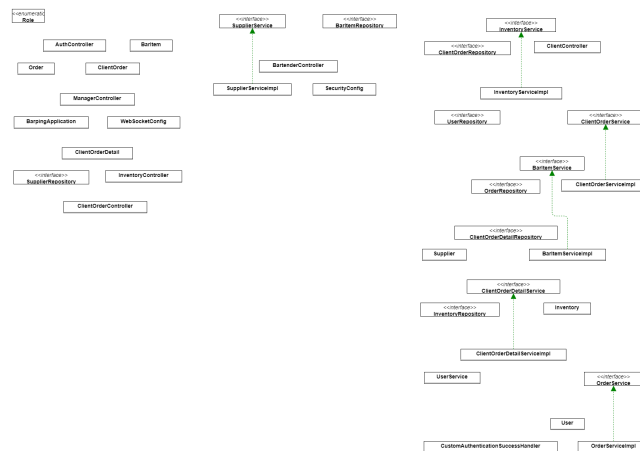 <<enumeratic
Role
AuthController
BarItem
Order
ClientOrder
ManagerController
BarpingApplication
WebSocketConfig
ClientOrderDetail
<<interface>>
SupplierRepository
InventoryController
ClientOrderController
<<interface>>
SupplierService
<<interface>>
BarItemRepository
BartenderController
SupplierServiceImpl
SecurityConfig
<<interface>>
InventoryService
<<interface>>
ClientOrderRepository
ClientController
InventoryServiceImpl
<<interface>>
UserRepository
<<interface>>
ClientOrderService
<<interface>>
BarItemService
<<interface>>
OrderRepository
ClientOrderServiceImpl
<<interface>>
ClientOrderDetailRepository
Supplier
BarItemServiceImpl
<<interface>>
ClientOrderDetailService
<<interface>>
InventoryRepository
Inventory
ClientOrderDetailServiceImpl
UserService
<<interface>>
OrderService
User
CustomAuthenticationSuccessHandler
OrderServiceImpl